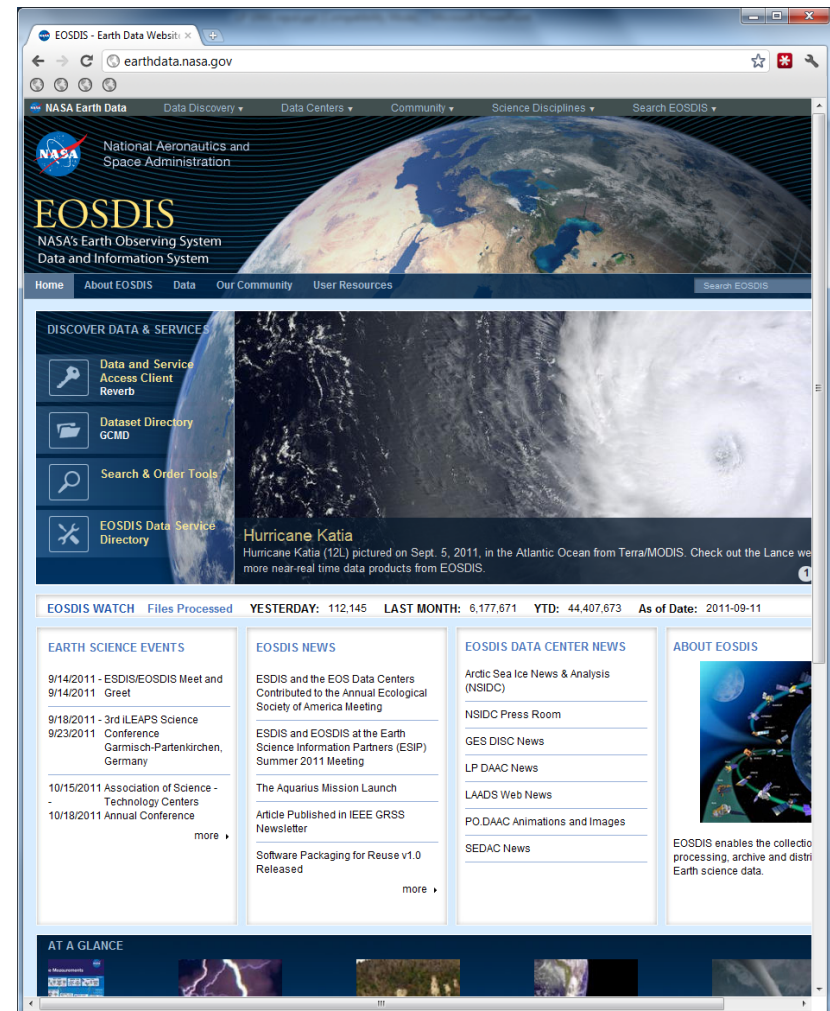 EOSDIS - Earth Data Website
earthdata.nasa.gov
NASA Earth Data Data Discovery Data Centers Community Science Disciplines Search EOSDIS
NASA
National Aeronautics and
Space Administration
EOSDIS
NASA's Earth Observing System
Data and Information System
Home About EOSDIS Data Our Community User Resources Search EOSDIS
DISCOVER DATA & SERVICES
Data and Service
Access Client
Reverb
Dataset Directory
GCMD
Search & Order Tools
EOSDIS Data Service
Directory
Hurricane Katia
Hurricane Katia (12L) pictured on Sept. 5, 2011, in the Atlantic Ocean from Terra/MODIS. Check out the Lance we
more near-real time data products from EOSDIS.
1
EOSDIS WATCH Files Processed YESTERDAY: 112,145 LAST MONTH: 6,177,671 YTD: 44,407,673 As of Date: 2011-09-11
EARTH SCIENCE EVENTS
9/14/2011 - ESDIS/EOSDIS Meet and
9/14/2011 Greet
9/18/2011 - 3rd iLEAPS Science
9/23/2011 Conference
Garmisch-Partenkirchen,
Germany
10/15/2011 Association of Science -
- Technology Centers
10/18/2011 Annual Conference
more
EOSDIS NEWS
ESDIS and the EOS Data Centers
Contributed to the Annual Ecological
Society of America Meeting
ESDIS and EOSDIS at the Earth
Science Information Partners (ESIP)
Summer 2011 Meeting
The Aquarius Mission Launch
Article Published in IEEE GRSS
Newsletter
Software Packaging for Reuse v1.0
Released
more
EOSDIS DATA CENTER NEWS
Arctic Sea Ice News & Analysis
(NSIDC)
NSIDC Press Room
GES DISC News
LP DAAC News
LAADS Web News
PO.DAAC Animations and Images
SEDAC News
ABOUT EOSDIS
EOSDIS enables the collectio
processing, archive and distri
Earth science data.
AT A GLANCE